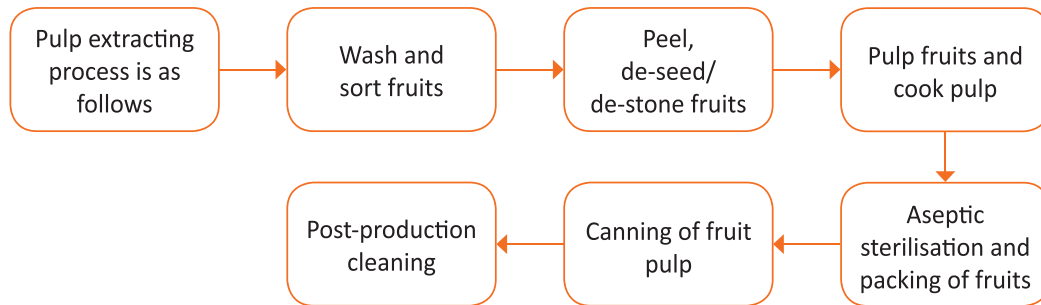 Pulp extracting
process is as
follows
Wash and
sort fruits
Peel,
de-seed/
de-stone fruits
Pulp fruits and
cook pulp
Aseptic
sterilisation and
packing of fruits
Canning of fruit
pulp
Post-production
cleaning